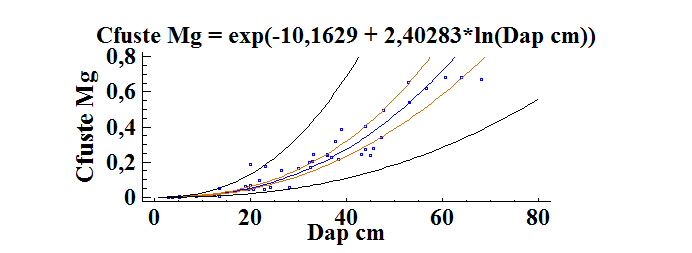 Cfuste Mg = exp(-10,1629 + 2,40283*ln(Dap cm))
Cfuste Mg
0,8
0,6
0,4
0,2
0
0 20 40 60 80
Dap cm